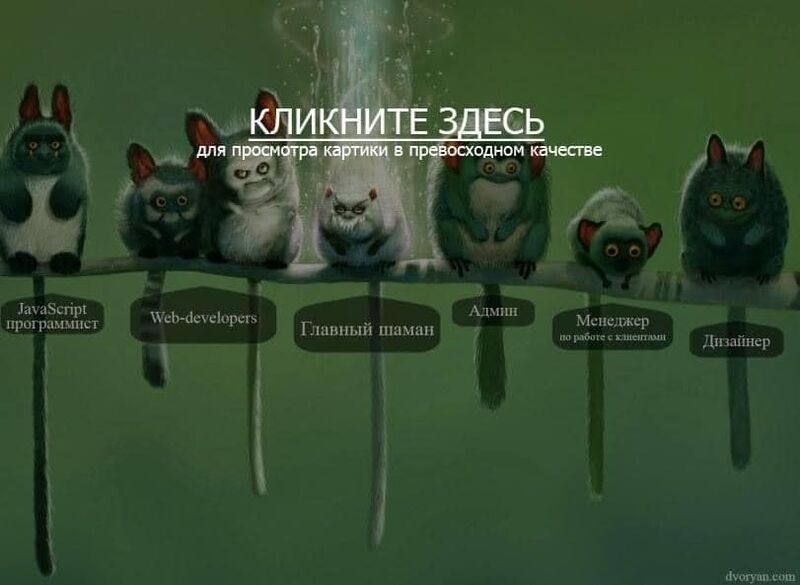 КЛИКНИТЕ ЗДЕСЬ
для просмотра картики в превосходном качестве
JavaScript
программист
Web-developers
Главный шаман
Админ
Менеджер
по работе с клиентами
Дизайнер
dvoryan.com